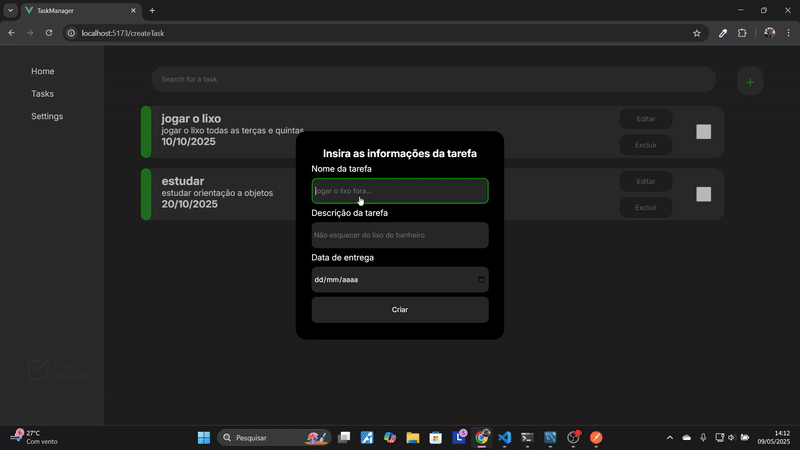 TaskManager
localhost:5173/createTask
Home
Tasks
Settings
Search for a task
+
jogar o lixo
jogar o lixo todas as terças e quintas
10/10/2025
Editar
Excluir
estudar
estudar orientação a objetos
20/10/2025
Editar
Excluir
Insira as informações da tarefa
Nome da tarefa
jogar o lixo fora...
Descrição da tarefa
Não esquecer do lixo do banheiro
Data de entrega
dd/mm/aaaa
Criar
27°C
Com vento
Pesquisar
14:12
09/05/2025